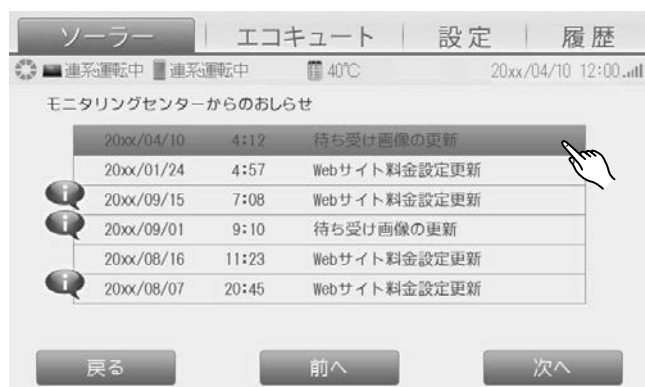 ソーラー エコキュート 設定 履歴
連系運転中 連系運転中 40℃ 20xx/04/10 12:00
モニタリングセンターからのおしらせ
20xx/04/10 4:12 待ち受け画像の更新
20xx/01/24 4:57 Webサイト料金設定更新
20xx/09/15 7:08 Webサイト料金設定更新
20xx/09/01 9:10 待ち受け画像の更新
20xx/08/16 11:23 Webサイト料金設定更新
20xx/08/07 20:45 Webサイト料金設定更新
戻る 前へ 次へ